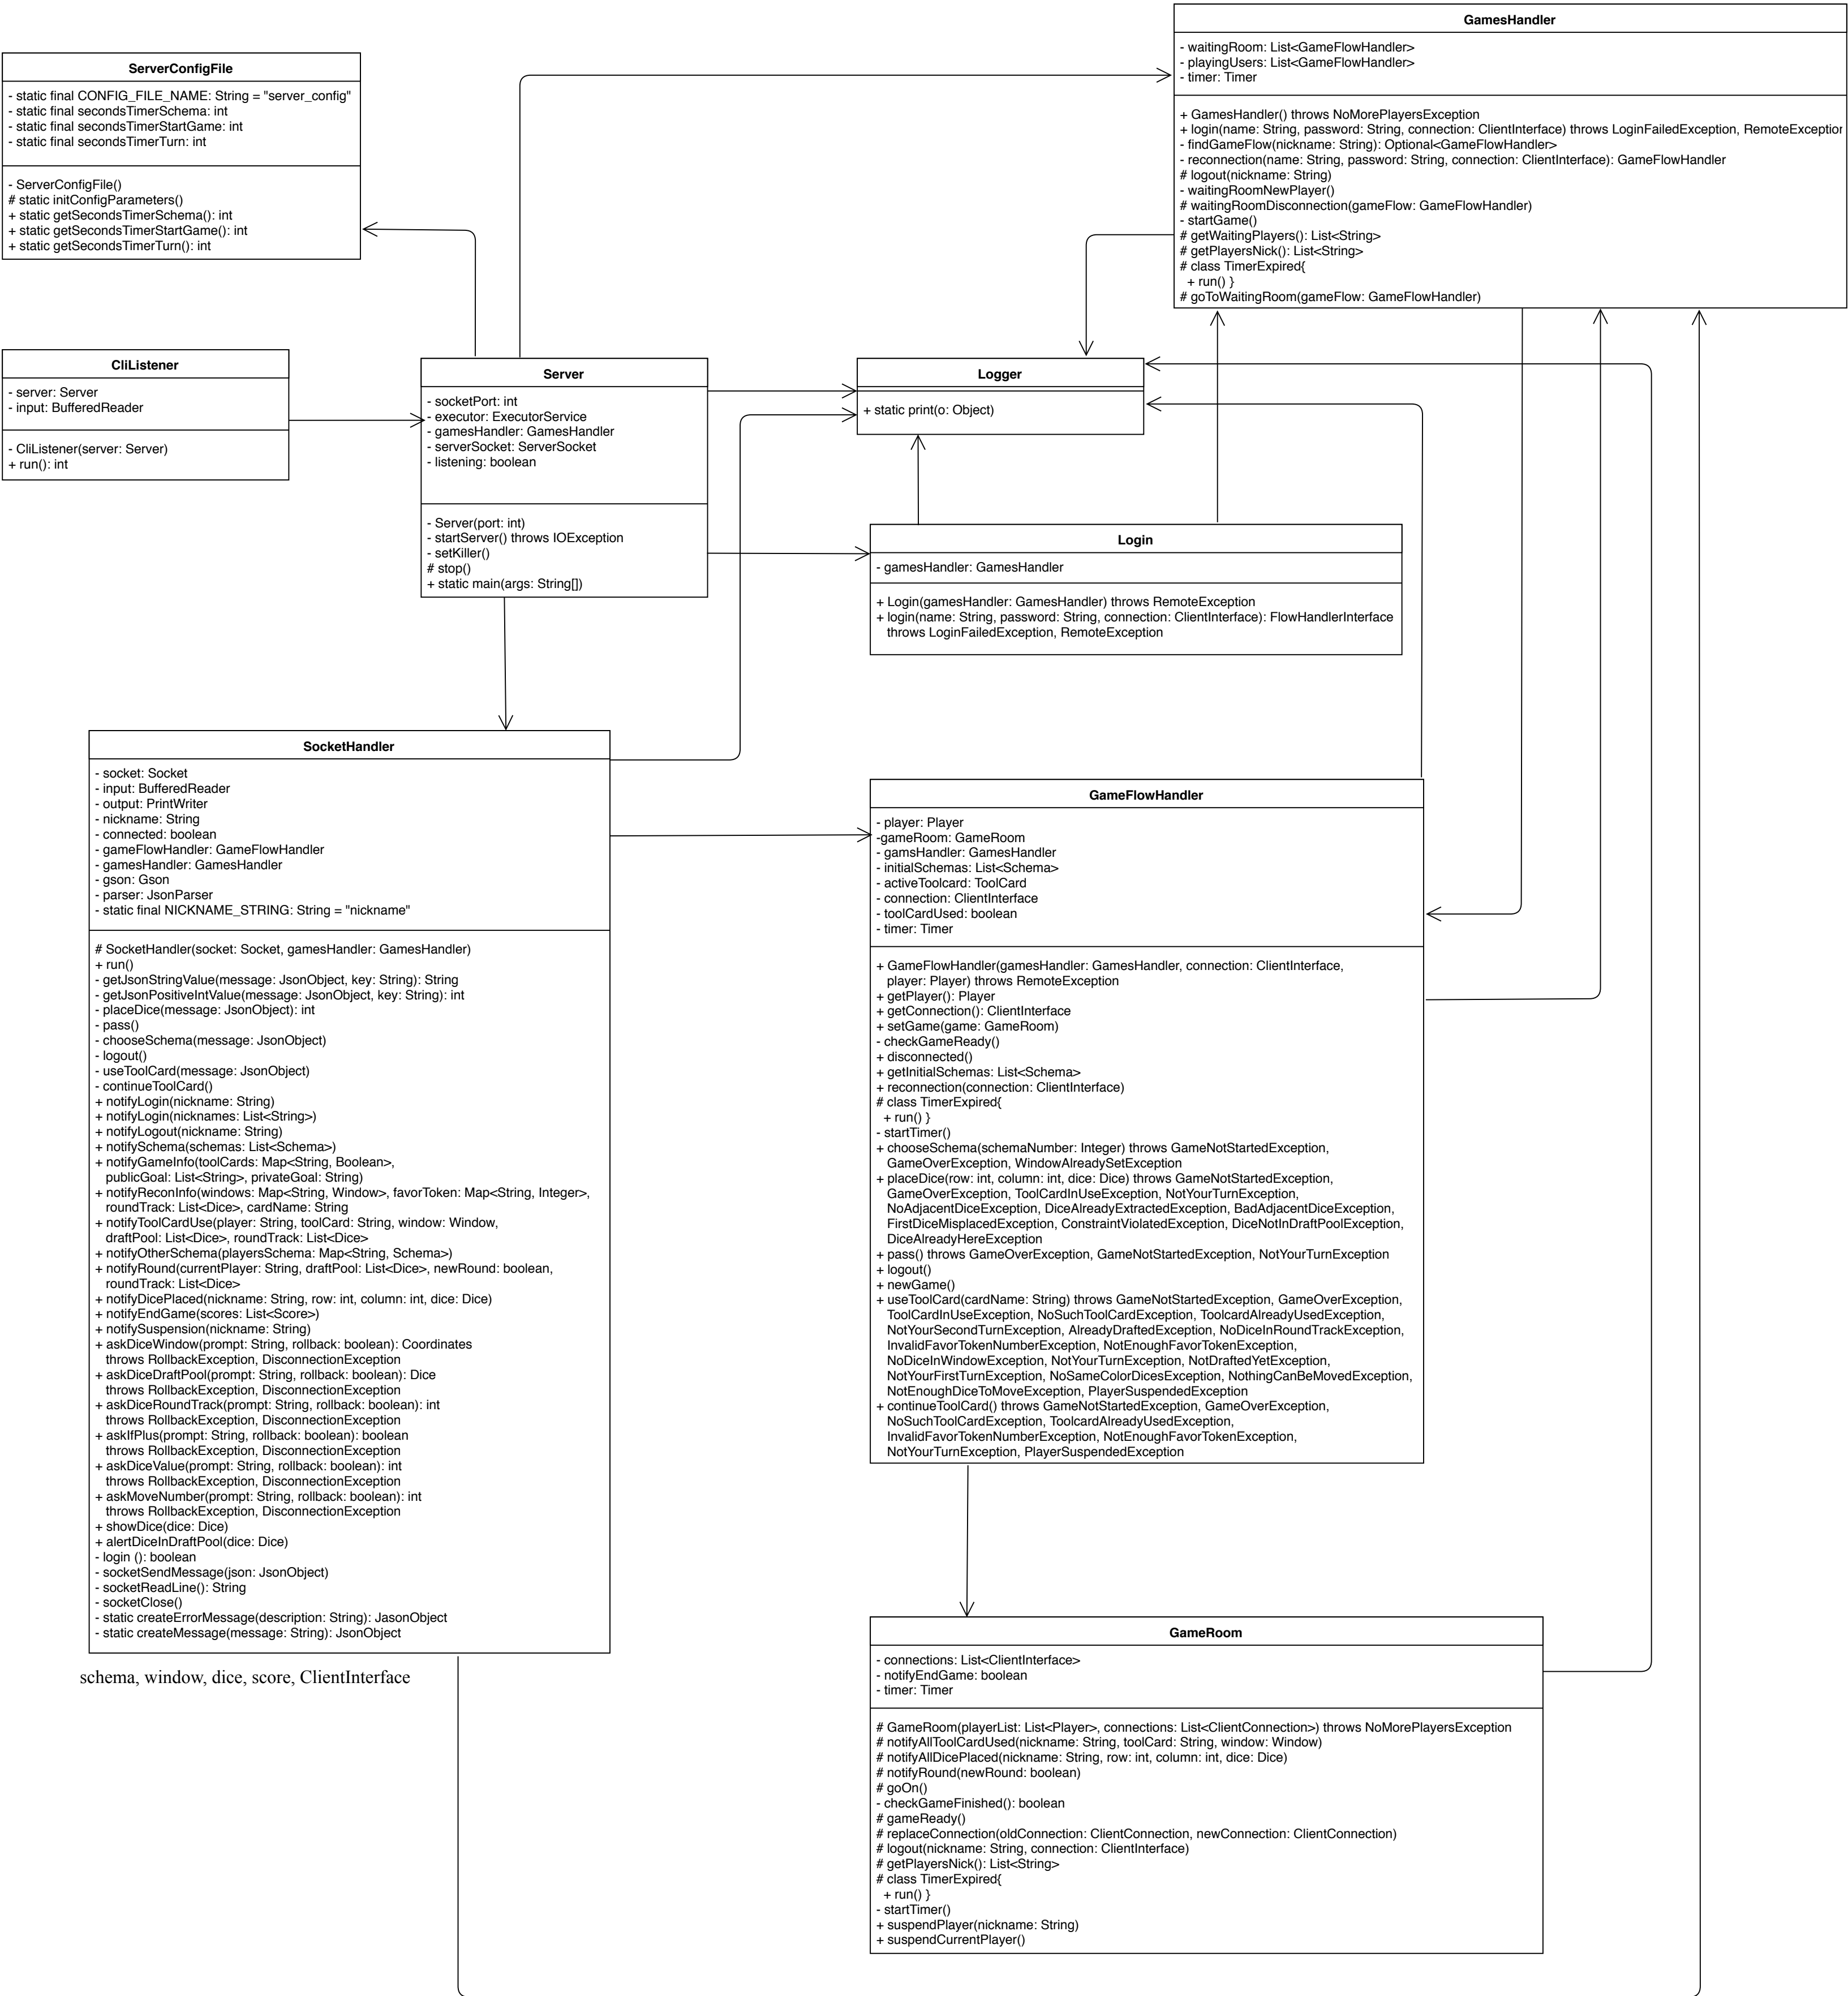 GamesHandler
- waitingRoom: List<GameFlowHandler>
- playingUsers: List<GameFlowHandler>
- timer: Timer
+ GamesHandler() throws NoMorePlayersException
+ login(name: String, password: String, connection: ClientInterface) throws LoginFailedException, RemoteException
- findGameFlow(nickname: String): Optional<GameFlowHandler>
- reconnection(name: String, password: String, connection: ClientInterface): GameFlowHandler
# logout(nickname: String)
- waitingRoomNewPlayer()
# waitingRoomDisconnection(gameFlow: GameFlowHandler)
- startGame()
# getWaitingPlayers(): List<String>
# getPlayersNick(): List<String>
# class TimerExpired{
+ run() }
# goToWaitingRoom(gameFlow: GameFlowHandler)
ServerConfigFile
- static final CONFIG_FILE_NAME: String = "server_config"
- static final secondsTimerSchema: int
- static final secondsTimerStartGame: int
- static final secondsTimerTurn: int
- ServerConfigFile()
# static initConfigParameters()
+ static getSecondsTimerSchema(): int
+ static getSecondsTimerStartGame(): int
+ static getSecondsTimerTurn(): int
CliListener
- server: Server
- input: BufferedReader
- CliListener(server: Server)
+ run(): int
Server
- socketPort: int
- executor: ExecutorService
- gamesHandler: GamesHandler
- serverSocket: ServerSocket
- listening: boolean
- Server(port: int)
- startServer() throws IOException
- setKiller()
# stop()
+ static main(args: String[])
Logger
+ static print(o: Object)
Login
- gamesHandler: GamesHandler
+ Login(gamesHandler: GamesHandler) throws RemoteException
+ login(name: String, password: String, connection: ClientInterface): FlowHandlerInterface
throws LoginFailedException, RemoteException
SocketHandler
- socket: Socket
- input: BufferedReader
- output: PrintWriter
- nickname: String
- connected: boolean
- gameFlowHandler: GameFlowHandler
- gamesHandler: GamesHandler
- gson: Gson
- parser: JsonParser
- static final NICKNAME_STRING: String = "nickname"
# SocketHandler(socket: Socket, gamesHandler: GamesHandler)
+ run()
- getJsonStringValue(message: JsonObject, key: String): String
- getJsonPositiveIntValue(message: JsonObject, key: String): int
- placeDice(message: JsonObject): int
- pass()
- chooseSchema(message: JsonObject)
- logout()
- useToolCard(message: JsonObject)
- continueToolCard()
+ notifyLogin(nickname: String)
+ notifyLogin(nicknames: List<String>)
+ notifyLogout(nickname: String)
+ notifySchema(schemas: List<Schema>)
+ notifyGameInfo(toolCards: Map<String, Boolean>,
publicGoal: List<String>, privateGoal: String)
+ notifyReconInfo(windows: Map<String, Window>, favorToken: Map<String, Integer>,
roundTrack: List<Dice>, cardName: String
+ notifyToolCardUse(player: String, toolCard: String, window: Window,
draftPool: List<Dice>, roundTrack: List<Dice>
+ notifyOtherSchema(playersSchema: Map<String, Schema>)
+ notifyRound(currentPlayer: String, draftPool: List<Dice>, newRound: boolean,
roundTrack: List<Dice>
+ notifyDicePlaced(nickname: String, row: int, column: int, dice: Dice)
+ notifyEndGame(scores: List<Score>)
+ notifySuspension(nickname: String)
+ askDiceWindow(prompt: String, rollback: boolean): Coordinates
throws RollbackException, DisconnectionException
+ askDiceDraftPool(prompt: String, rollback: boolean): Dice
throws RollbackException, DisconnectionException
+ askDiceRoundTrack(prompt: String, rollback: boolean): int
throws RollbackException, DisconnectionException
+ askIfPlus(prompt: String, rollback: boolean): boolean
throws RollbackException, DisconnectionException
+ askDiceValue(prompt: String, rollback: boolean): int
throws RollbackException, DisconnectionException
+ askMoveNumber(prompt: String, rollback: boolean): int
throws RollbackException, DisconnectionException
+ showDice(dice: Dice)
+ alertDiceInDraftPool(dice: Dice)
- login (): boolean
- socketSendMessage(json: JsonObject)
- socketReadLine(): String
- socketClose()
- static createErrorMessage(description: String): JasonObject
- static createMessage(message: String): JsonObject
schema, window, dice, score, ClientInterface
GameFlowHandler
- player: Player
-gameRoom: GameRoom
- gamsHandler: GamesHandler
- initialSchemas: List<Schema>
- activeToolcard: ToolCard
- connection: ClientInterface
- toolCardUsed: boolean
- timer: Timer
+ GameFlowHandler(gamesHandler: GamesHandler, connection: ClientInterface,
player: Player) throws RemoteException
+ getPlayer(): Player
+ getConnection(): ClientInterface
+ setGame(game: GameRoom)
- checkGameReady()
+ disconnected()
+ getInitialSchemas: List<Schema>
+ reconnection(connection: ClientInterface)
# class TimerExpired{
+ run() }
- startTimer()
+ chooseSchema(schemaNumber: Integer) throws GameNotStartedException,
GameOverException, WindowAlreadySetException
+ placeDice(row: int, column: int, dice: Dice) throws GameNotStartedException,
GameOverException, ToolCardInUseException, NotYourTurnException,
NoAdjacentDiceException, DiceAlreadyExtractedException, BadAdjacentDiceException,
FirstDiceMisplacedException, ConstraintViolatedException, DiceNotInDraftPoolException,
DiceAlreadyHereException
+ pass() throws GameOverException, GameNotStartedException, NotYourTurnException
+ logout()
+ newGame()
+ useToolCard(cardName: String) throws GameNotStartedException, GameOverException,
ToolCardInUseException, NoSuchToolCardException, ToolcardAlreadyUsedException,
NotYourSecondTurnException, AlreadyDraftedException, NoDiceInRoundTrackException,
InvalidFavorTokenNumberException, NotEnoughFavorTokenException,
NoDiceInWindowException, NotYourTurnException, NotDraftedYetException,
NotYourFirstTurnException, NoSameColorDicesException, NothingCanBeMovedException,
NotEnoughDiceToMoveException, PlayerSuspendedException
+ continueToolCard() throws GameNotStartedException, GameOverException,
NoSuchToolCardException, ToolcardAlreadyUsedException,
InvalidFavorTokenNumberException, NotEnoughFavorTokenException,
NotYourTurnException, PlayerSuspendedException
GameRoom
- connections: List<ClientInterface>
- notifyEndGame: boolean
- timer: Timer
# GameRoom(playerList: List<Player>, connections: List<ClientConnection>) throws NoMorePlayersException
# notifyAllToolCardUsed(nickname: String, toolCard: String, window: Window)
# notifyAllDicePlaced(nickname: String, row: int, column: int, dice: Dice)
# notifyRound(newRound: boolean)
# goOn()
- checkGameFinished(): boolean
# gameReady()
# replaceConnection(oldConnection: ClientConnection, newConnection: ClientConnection)
# logout(nickname: String, connection: ClientInterface)
# getPlayersNick(): List<String>
# class TimerExpired{
+ run() }
- startTimer()
+ suspendPlayer(nickname: String)
+ suspendCurrentPlayer()